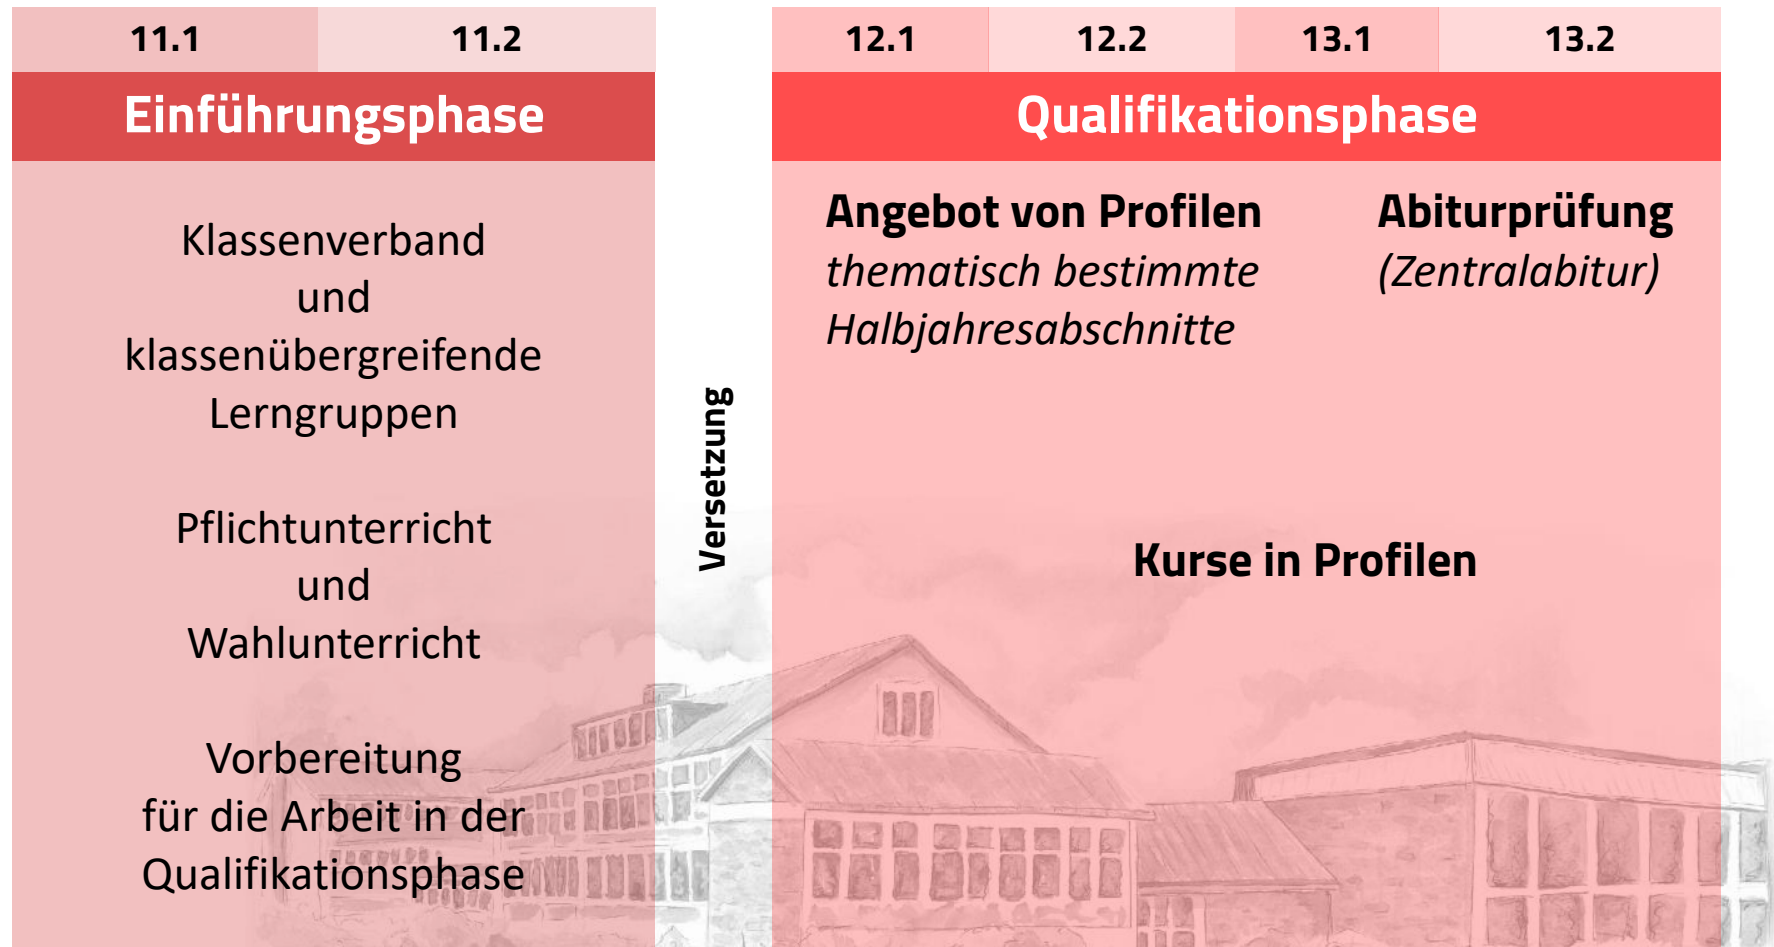 11.1 11.2
Einführungsphase
Klassenverband
und
klassenübergreifende
Lerngruppen
Pflichtunterricht
und
Wahlunterricht
Vorbereitung
für die Arbeit in der
Qualifikationsphase
Versetzung
12.1 12.2 13.1 13.2
Qualifikationsphase
Angebot von Profilen
thematisch bestimmte
Halbjahresabschnitte
Abiturprüfung
(Zentralabitur)
Kurse in Profilen